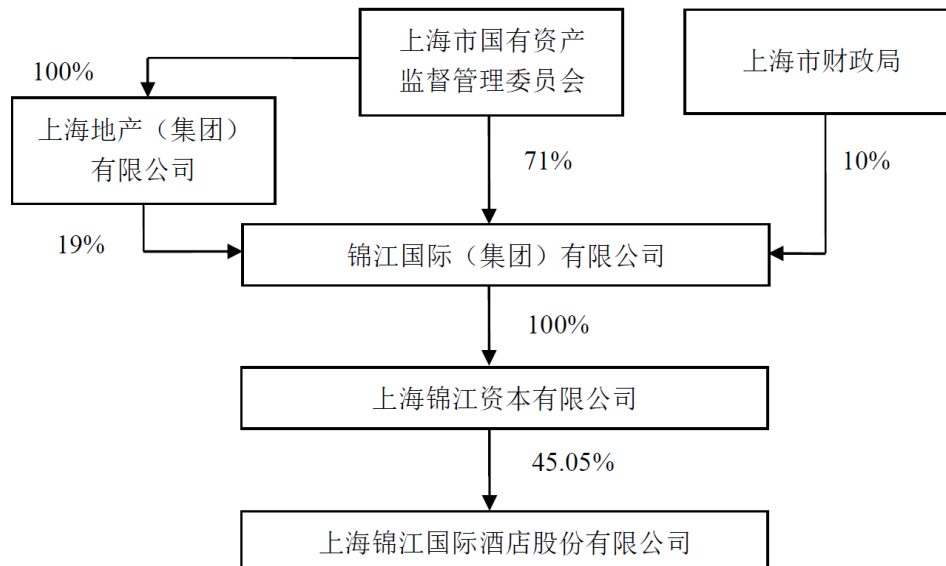 上海市国有资产
监督管理委员会
上海市财政局
100%
上海地产（集团）
有限公司
71%
10%
19%
锦江国际（集团）有限公司
100%
上海锦江资本有限公司
45.05%
上海锦江国际酒店股份有限公司